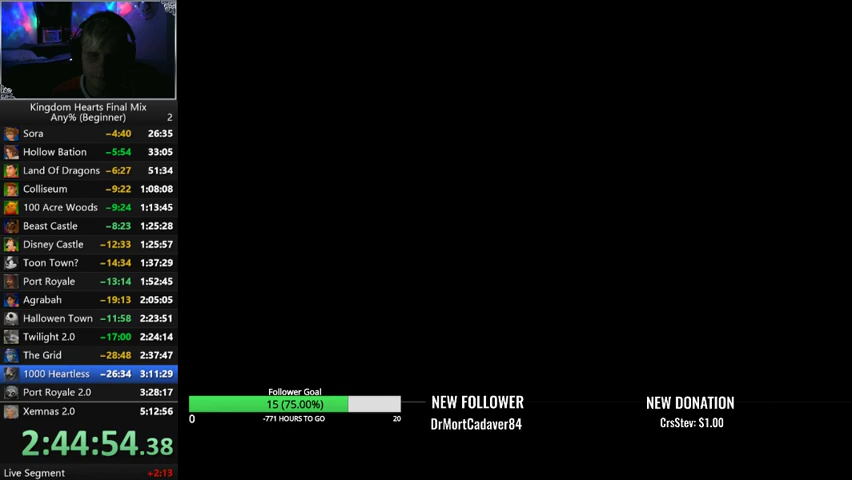 Kingdom Hearts Final Mix
Any% (Beginner) 2
Sora −4:40 26:35
Hollow Bation −5:54 33:05
Land Of Dragons −6:27 51:34
Colliseum −9:22 1:08:08
100 Acre Woods −9:24 1:13:45
Beast Castle −8:23 1:25:28
Disney Castle −12:33 1:25:57
Toon Town? −14:34 1:37:29
Port Royale −13:14 1:52:45
Agrabah −19:13 2:05:05
Hallowen Town −11:58 2:23:51
Twilight 2.0 −17:00 2:24:14
The Grid −28:48 2:37:47
1000 Heartless −26:34 3:11:29
Port Royale 2.0 3:28:17
Xemnas 2.0 5:12:56
2:44:54.38
Live Segment +2:13
Follower Goal
15 (75.00%)
0 -771 HOURS TO GO 20
NEW FOLLOWER
DrMortCadaver84
NEW DONATION
CrsStev: $1.00